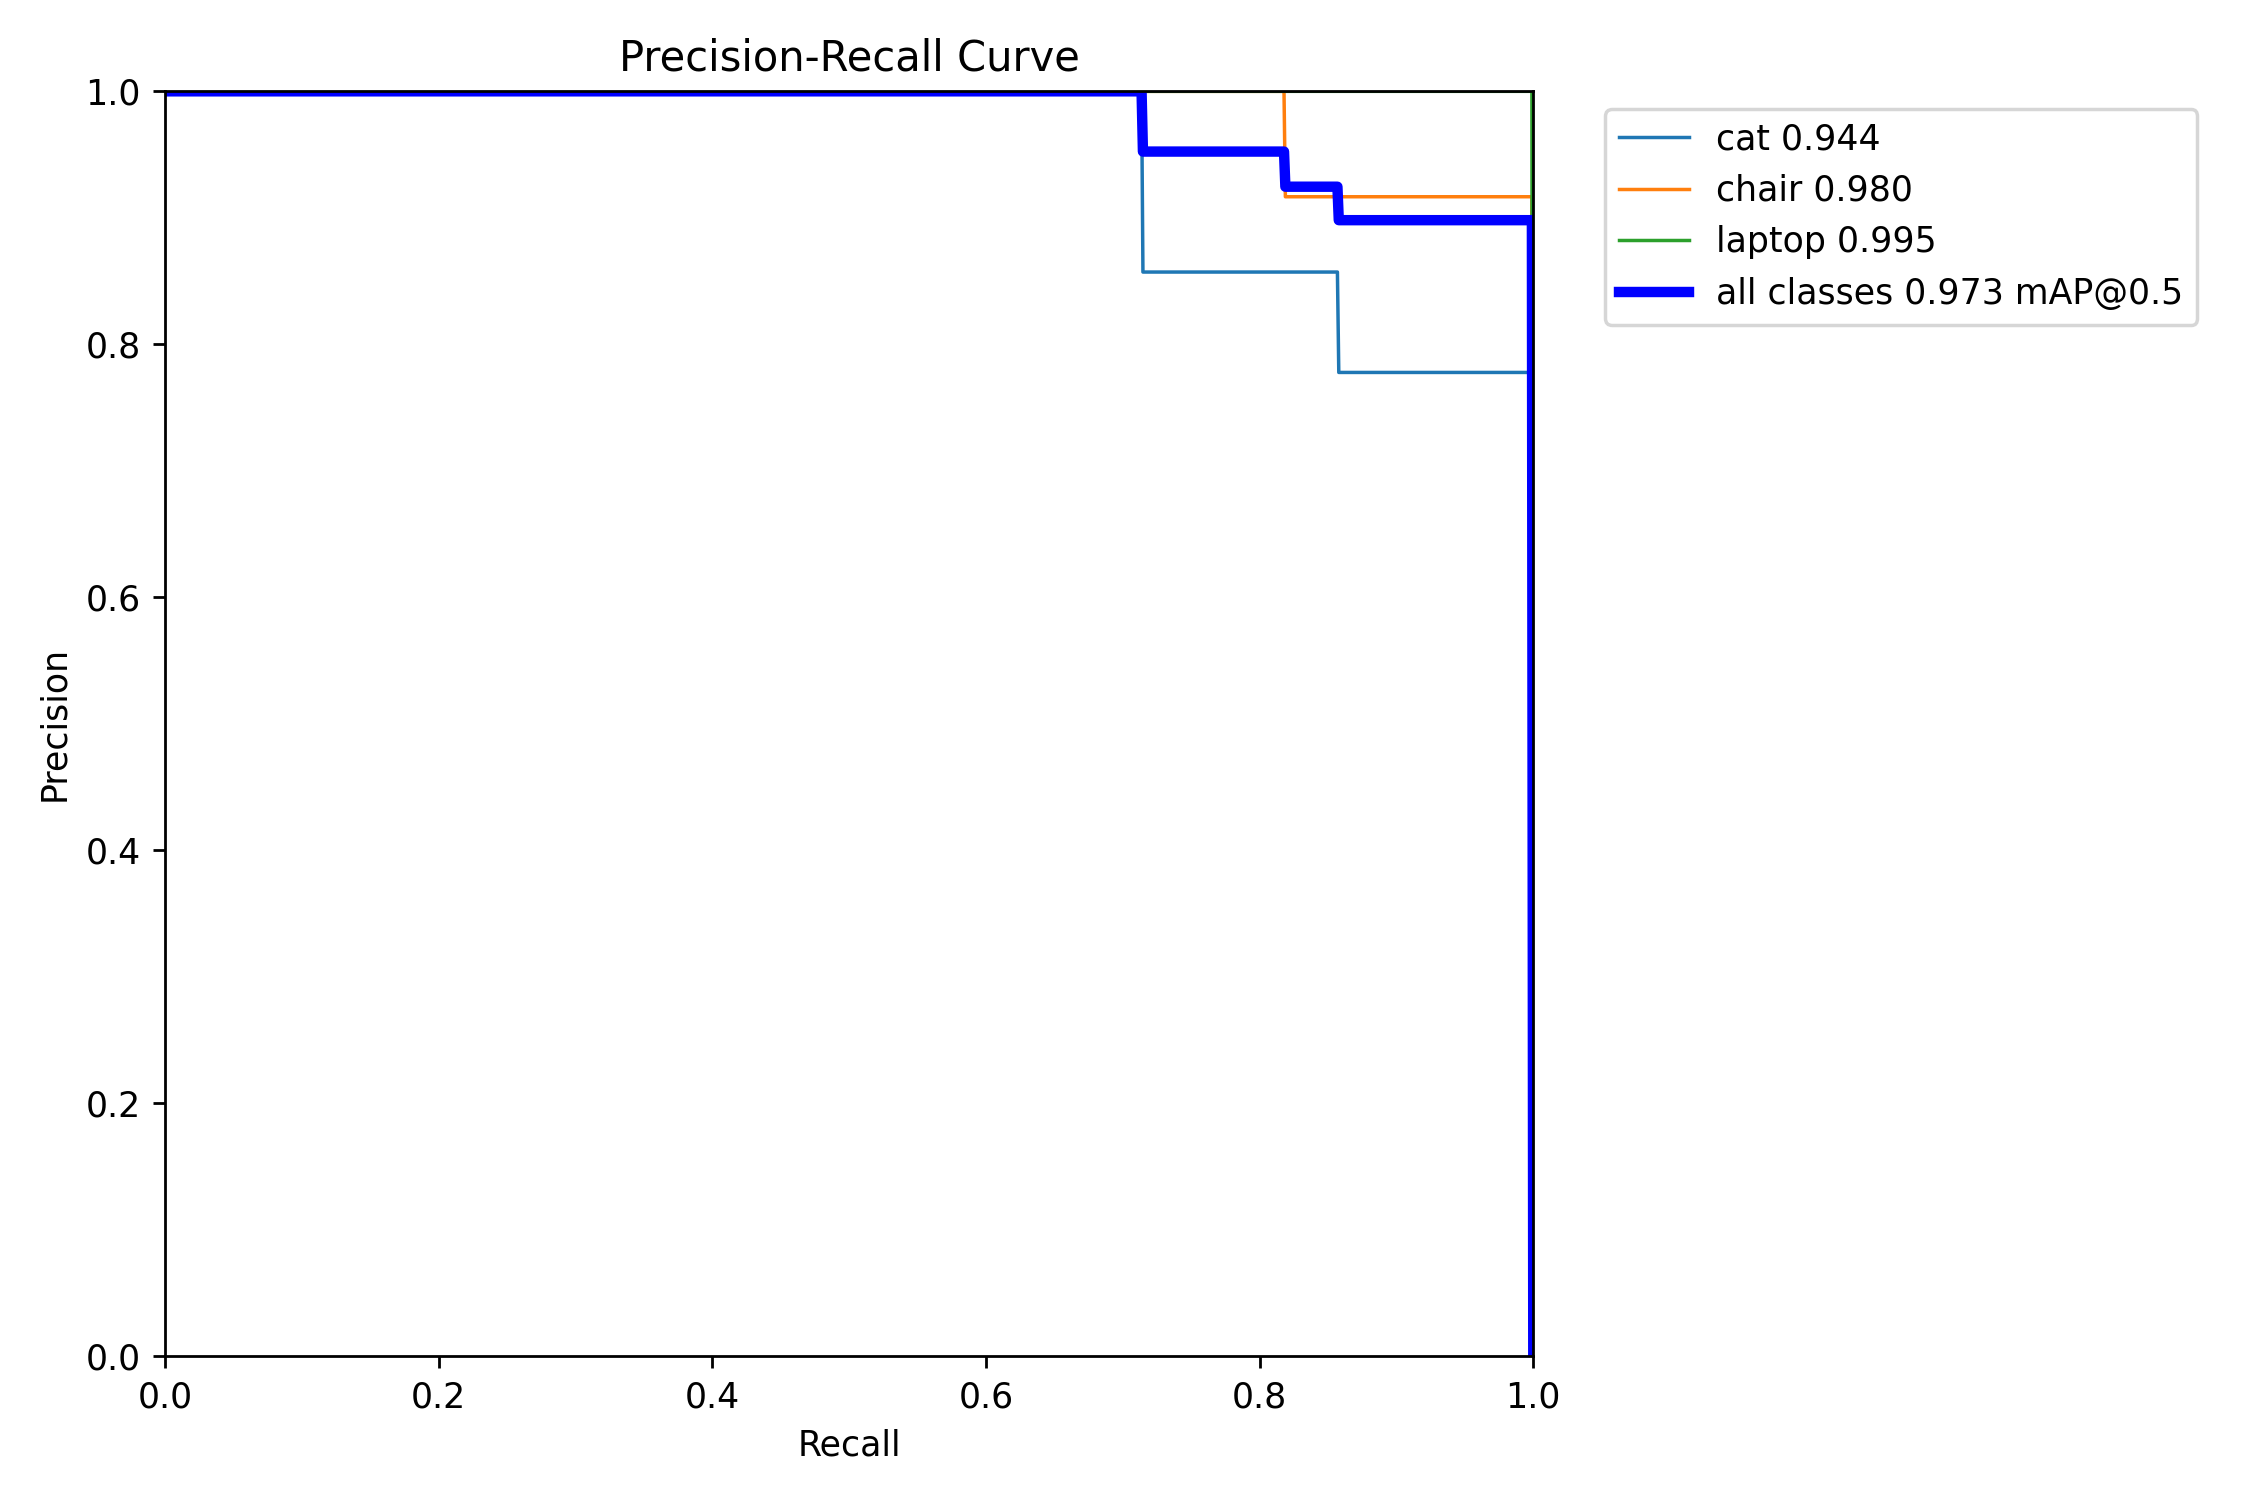 Precision-Recall Curve
1.0
0.8
0.6
0.4
0.2
0.0
Precision
0.0 0.2 0.4 0.6 0.8 1.0
Recall
cat 0.944
chair 0.980
laptop 0.995
all classes 0.973 mAP@0.5